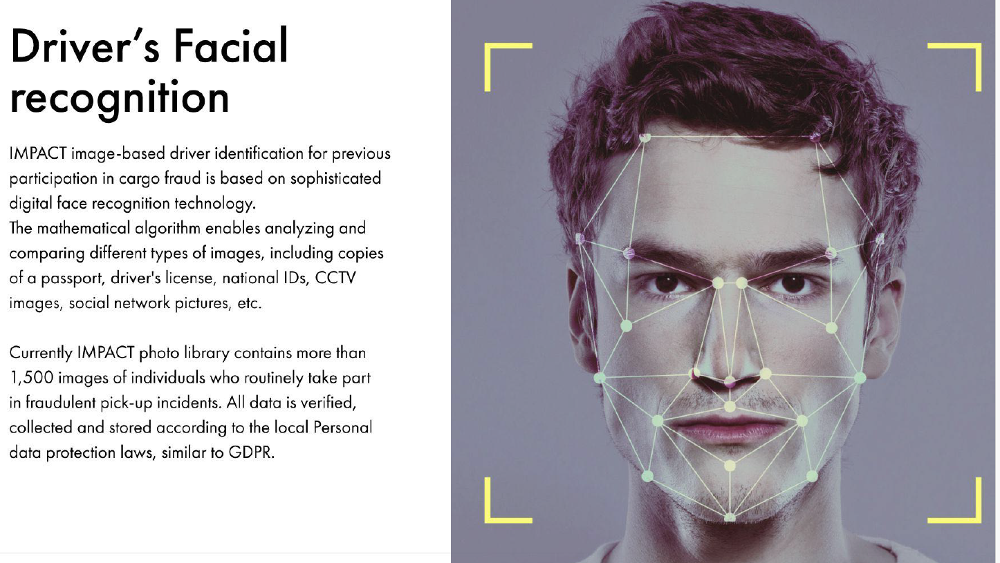 Driver’s Facial
recognition
IMPACT image-based driver identification for previous
participation in cargo fraud is based on sophisticated
digital face recognition technology.
The mathematical algorithm enables analyzing and
comparing different types of images, including copies
of a passport, driver's license, national IDs, CCTV
images, social network pictures, etc.
Currently IMPACT photo library contains more than
1,500 images of individuals who routinely take part
in fraudulent pick-up incidents. All data is verified,
collected and stored according to the local Personal
data protection laws, similar to GDPR.